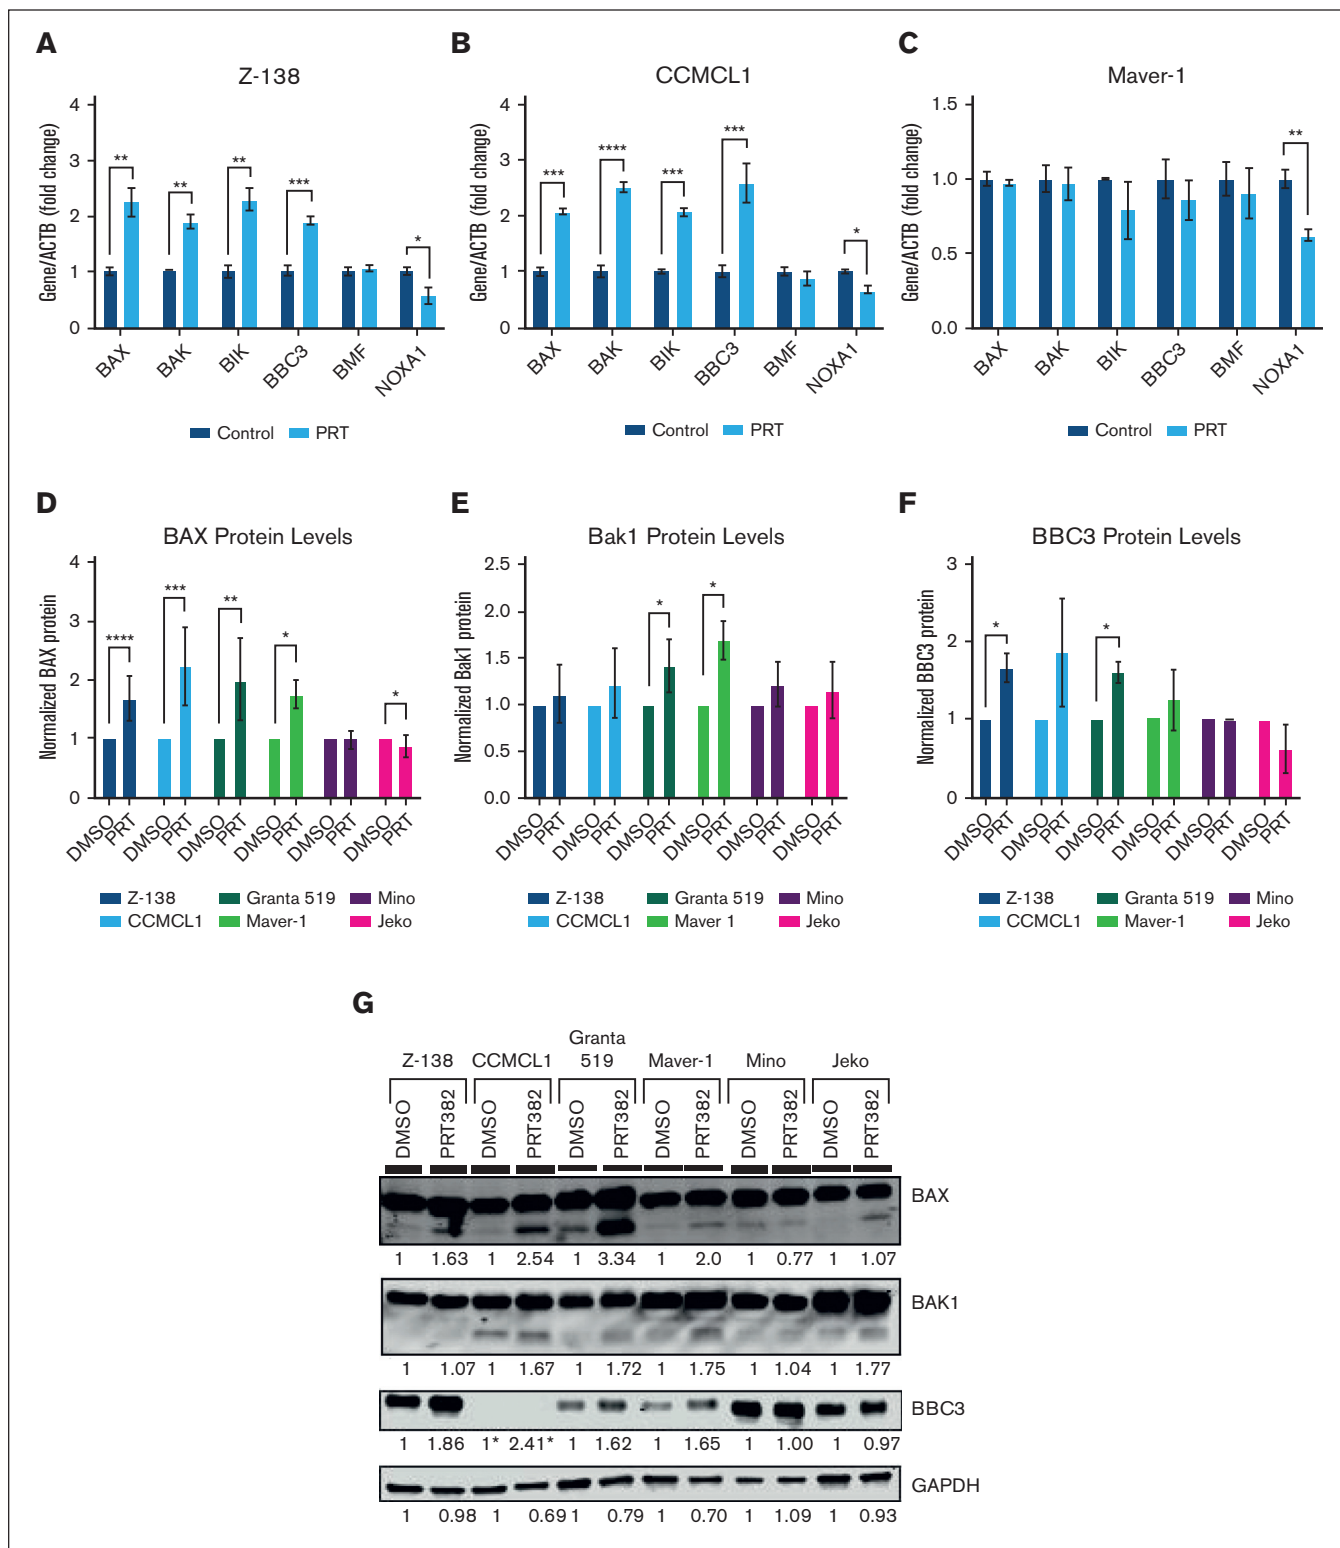 A
Z-138
Gene/ACTB (fold change)
4
3
2
1
0
** ** ** *** *
BAX BAK BIK BBC3 BMF NOXA1
Control PRT
B
CCMCL1
Gene/ACTB (fold change)
4
3
2
1
0
*** **** *** *** *
BAX BAK BIK BBC3 BMF NOXA1
Control PRT
C
Maver-1
Gene/ACTB (fold change)
1.5
1.0
0.5
0.0
**
BAX BAK BIK BBC3 BMF NOXA1
Control PRT
D
BAX Protein Levels
Normalized BAX protein
4
3
2
1
0
**** *** ** * *
DMSO PRT DMSO PRT DMSO PRT DMSO PRT DMSO PRT DMSO PRT
Z-138 Granta 519 Mino
CCMCL1 Maver-1 Jeko
E
Bak1 Protein Levels
Normalized Bak1 protein
2.5
2.0
1.5
1.0
0.5
0.0
* *
DMSO PRT DMSO PRT DMSO PRT DMSO PRT DMSO PRT DMSO PRT
Z-138 Granta 519 Mino
CCMCL1 Maver 1 Jeko
F
BBC3 Protein Levels
Normalized BBC3 protein
3
2
1
0
* *
DMSO PRT DMSO PRT DMSO PRT DMSO PRT DMSO PRT DMSO PRT
Z-138 Granta 519 Mino
CCMCL1 Maver-1 Jeko
G
Z-138 CCMCL1 Granta 519 Maver-1 Mino Jeko
DMSO PRT382 DMSO PRT382 DMSO PRT382 DMSO PRT382 DMSO PRT382 DMSO PRT382
BAX
1 1.63 1 2.54 1 3.34 1 2.0 1 0.77 1 1.07
BAK1
1 1.07 1 1.67 1 1.72 1 1.75 1 1.04 1 1.77
BBC3
1 1.86 1* 2.41* 1 1.62 1 1.65 1 1.00 1 0.97
GAPDH
1 0.98 1 0.69 1 0.79 1 0.70 1 1.09 1 0.93